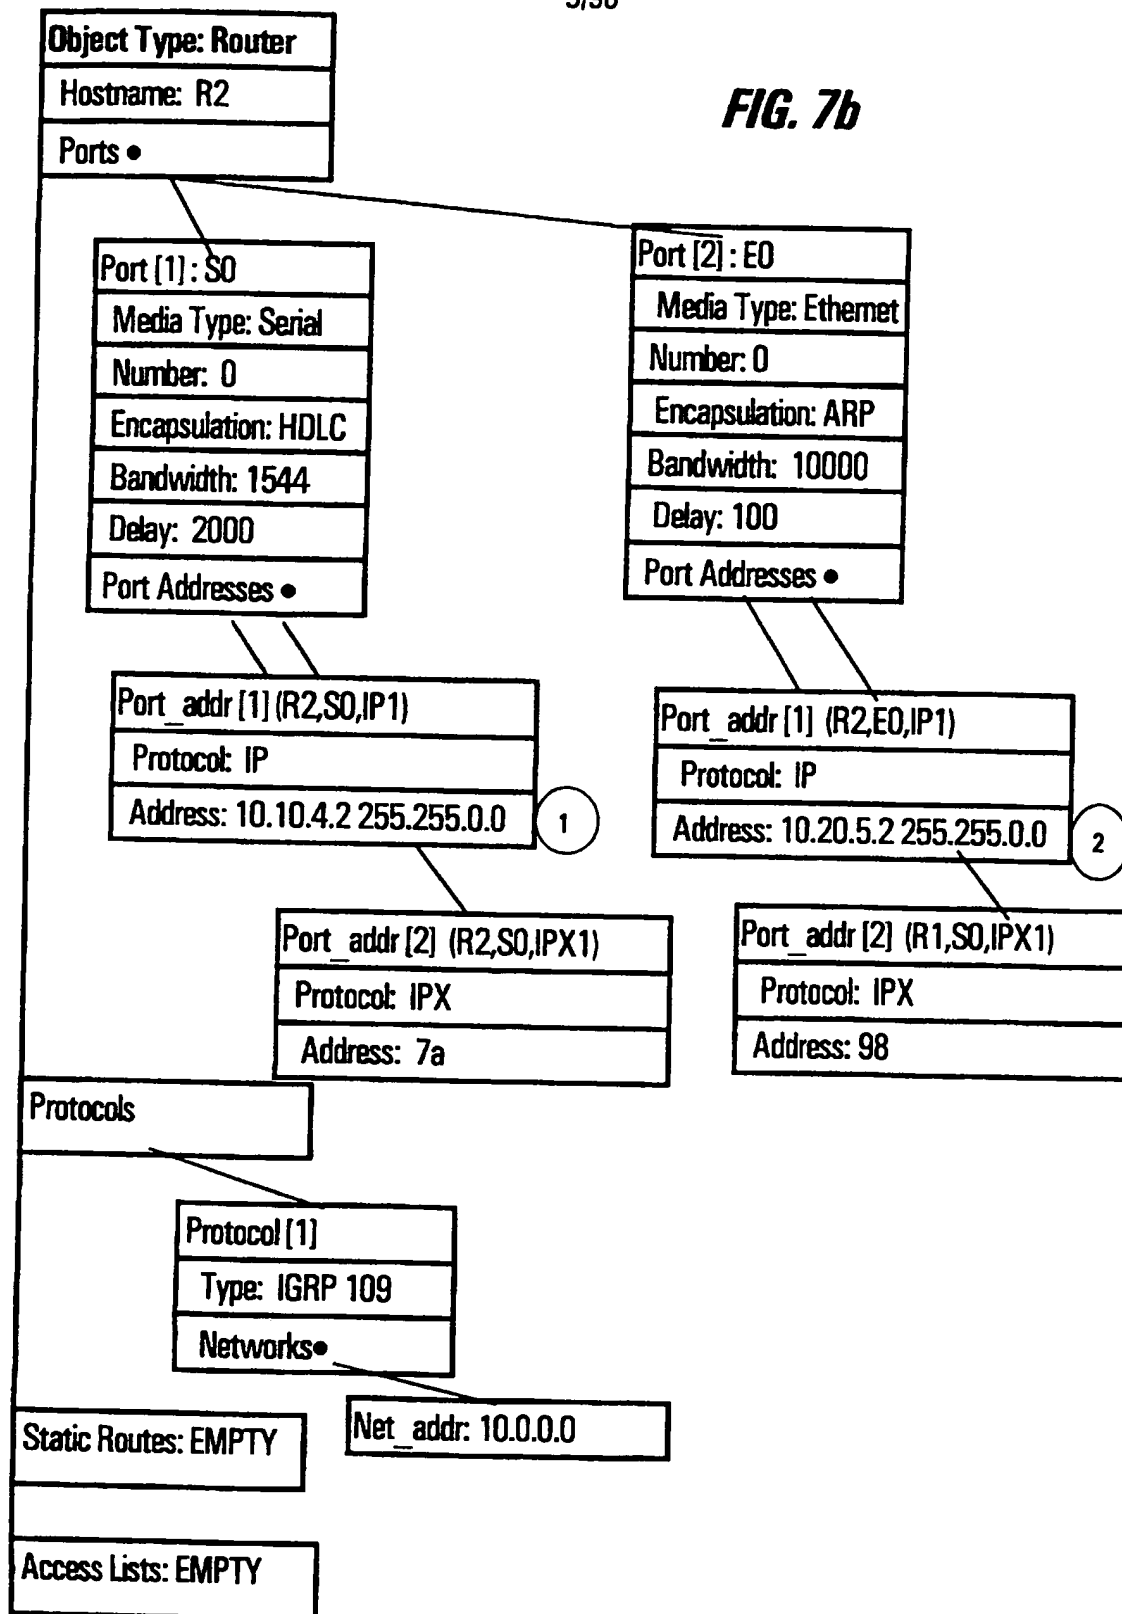 Object Type: Router
Hostname: R2
Ports •
FIG. 7b
Port [1] : S0
Media Type: Serial
Number: 0
Encapsulation: HDLC
Bandwidth: 1544
Delay: 2000
Port Addresses •
Port [2] : E0
Media Type: Ethernet
Number: 0
Encapsulation: ARP
Bandwidth: 10000
Delay: 100
Port Addresses •
Port_addr [1] (R2,S0,IP1)
Protocol: IP
Address: 10.10.4.2 255.255.0.0
1
Port_addr [1] (R2,E0,IP1)
Protocol: IP
Address: 10.20.5.2 255.255.0.0
2
Port_addr [2] (R2,S0,IPX1)
Protocol: IPX
Address: 7a
Port_addr [2] (R1,S0,IPX1)
Protocol: IPX
Address: 98
Protocols
Protocol [1]
Type: IGRP 109
Networks•
Net_addr: 10.0.0.0
Static Routes: EMPTY
Access Lists: EMPTY